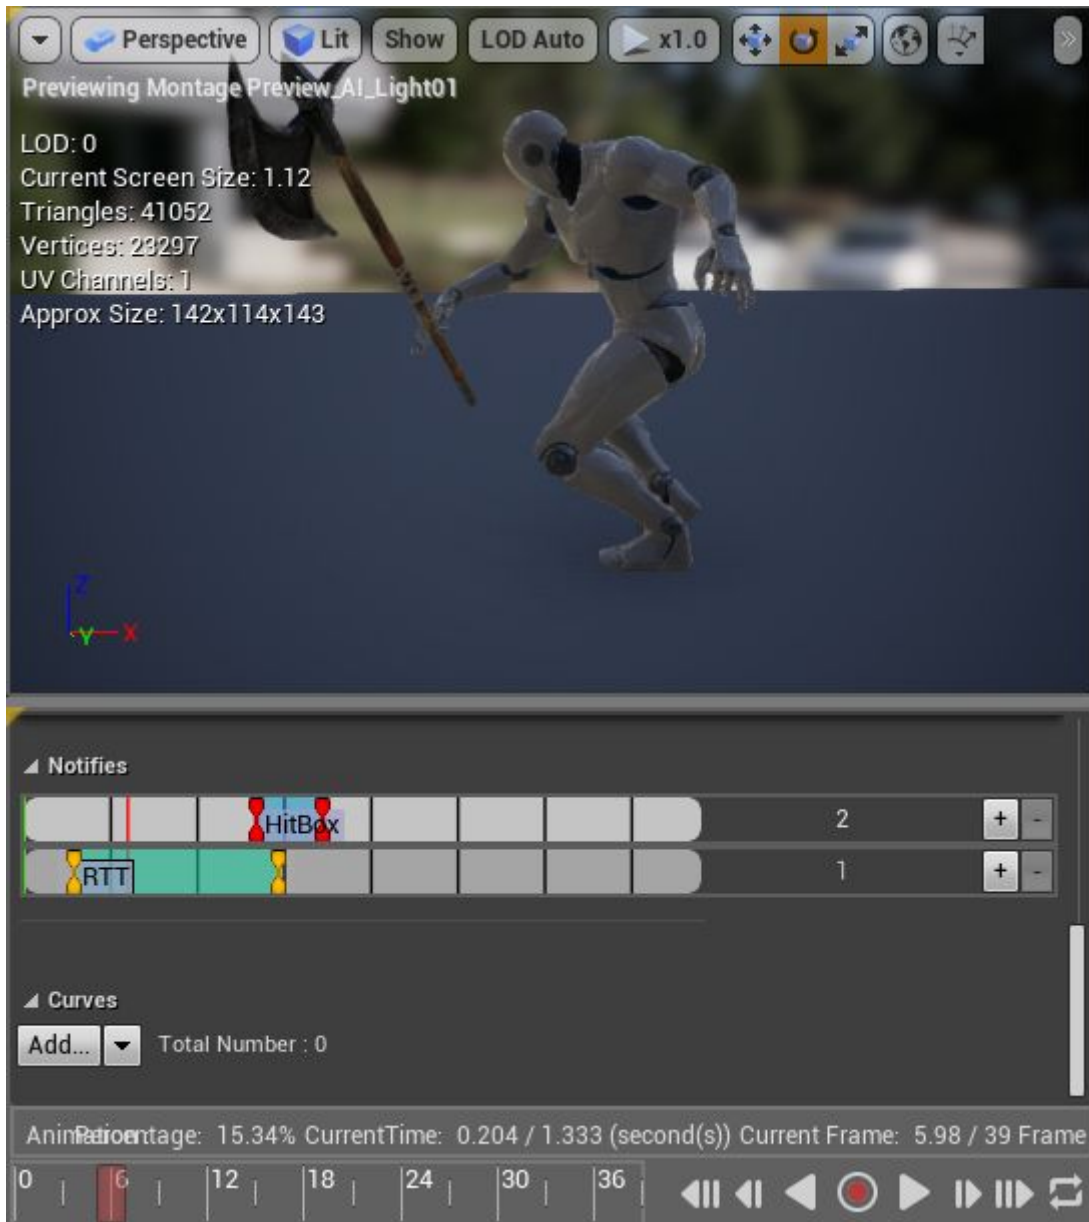 Perspective Lit Show LOD Auto x1.0
Previewing Montage Preview_AI_Light01
LOD: 0
Current Screen Size: 1.12
Triangles: 41052
Vertices: 23297
UV Channels: 1
Approx Size: 142x114x143
Z
Y X
Notifies
HitBox 2 + -
RTT 1 + -
Curves
Add... Total Number : 0
Animation: Percentage: 15.34% CurrentTime: 0.204 / 1.333 (second(s)) Current Frame: 5.98 / 39 Frame
0 6 12 18 24 30 36